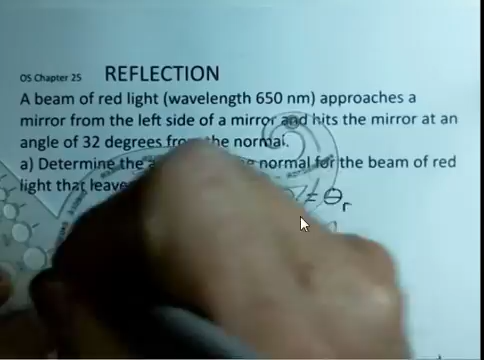 OS Chapter 25 REFLECTION
A beam of red light (wavelength 650 nm) approaches a
mirror from the left side of a mirror and hits the mirror at an
angle of 32 degrees from the normal.
a) Determine the normal for the beam of red
light that leave
= θr